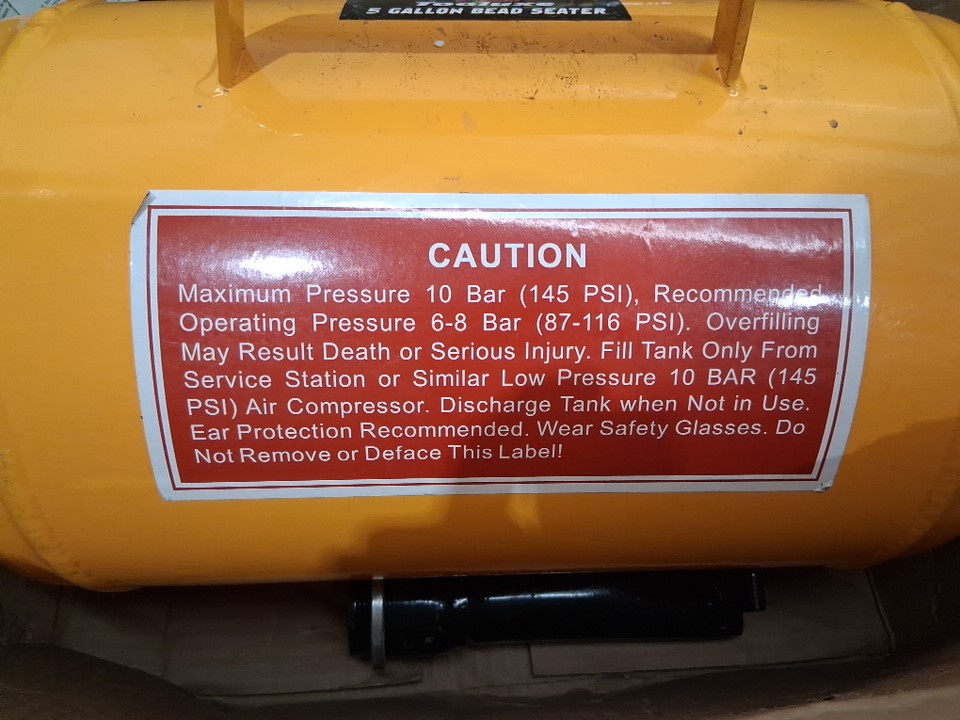 5 GALLON BEAD SEATER
CAUTION
Maximum Pressure 10 Bar (145 PSI), Recommended
Operating Pressure 6-8 Bar (87-116 PSI). Overfilling
May Result Death or Serious Injury. Fill Tank Only From
Service Station or Similar Low Pressure 10 BAR (145
PSI) Air Compressor. Discharge Tank when Not in Use.
Ear Protection Recommended. Wear Safety Glasses. Do
Not Remove or Deface This Label!